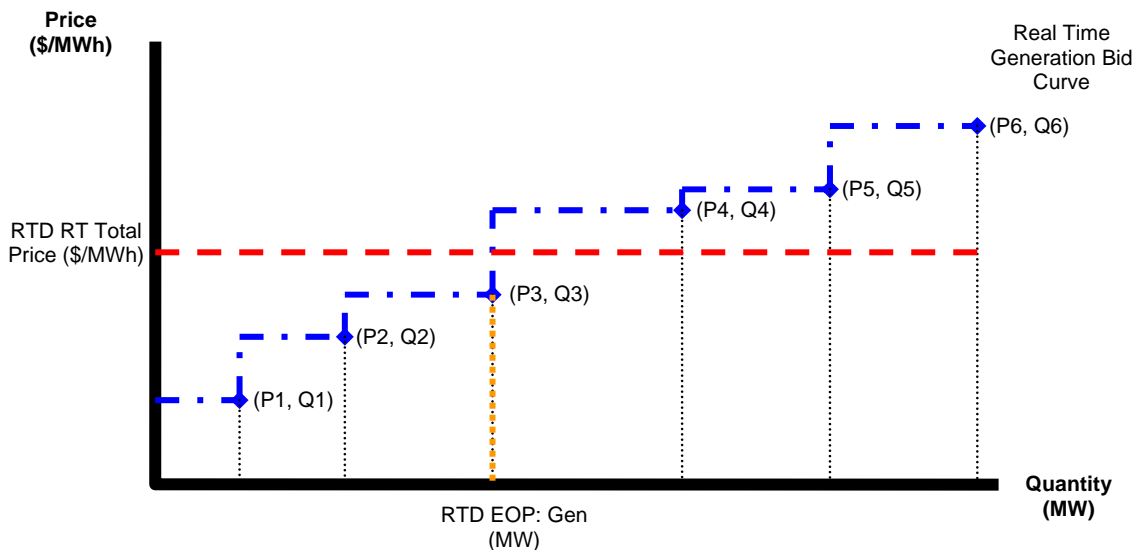 Price
($/MWh)
Real Time
Generation Bid
Curve
(P6, Q6)
(P5, Q5)
(P4, Q4)
RTD RT Total
Price ($/MWh)
(P3, Q3)
(P2, Q2)
(P1, Q1)
Quantity
(MW)
RTD EOP: Gen
(MW)